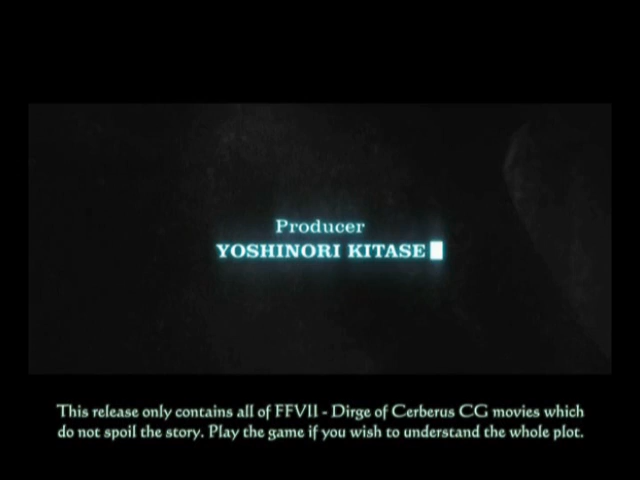 Producer
YOSHINORI KITASE
This release only contains all of FFVII - Dirge of Cerberus CG movies which
do not spoil the story. Play the game if you wish to understand the whole plot.